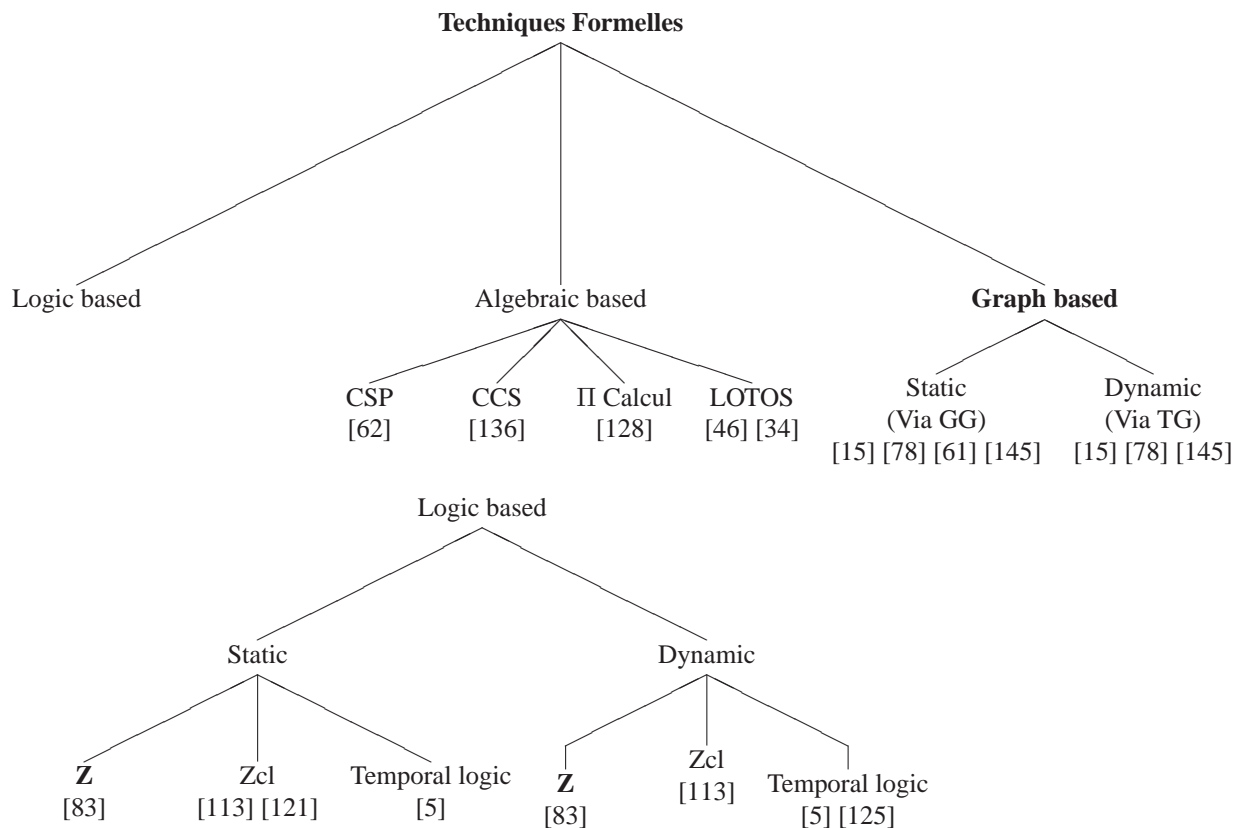 Techniques Formelles
Logic based Algebraic based Graph based
CSP CCS Π Calcul LOTOS Static Dynamic
(Via GG) (Via TG)
[62] [136] [128] [46] [34] [15] [78] [61] [145] [15] [78] [145]
Logic based
Static Dynamic
Z Zcl Temporal logic Z Zcl Temporal logic
[83] [113] [121] [5] [83] [113] [5] [125]